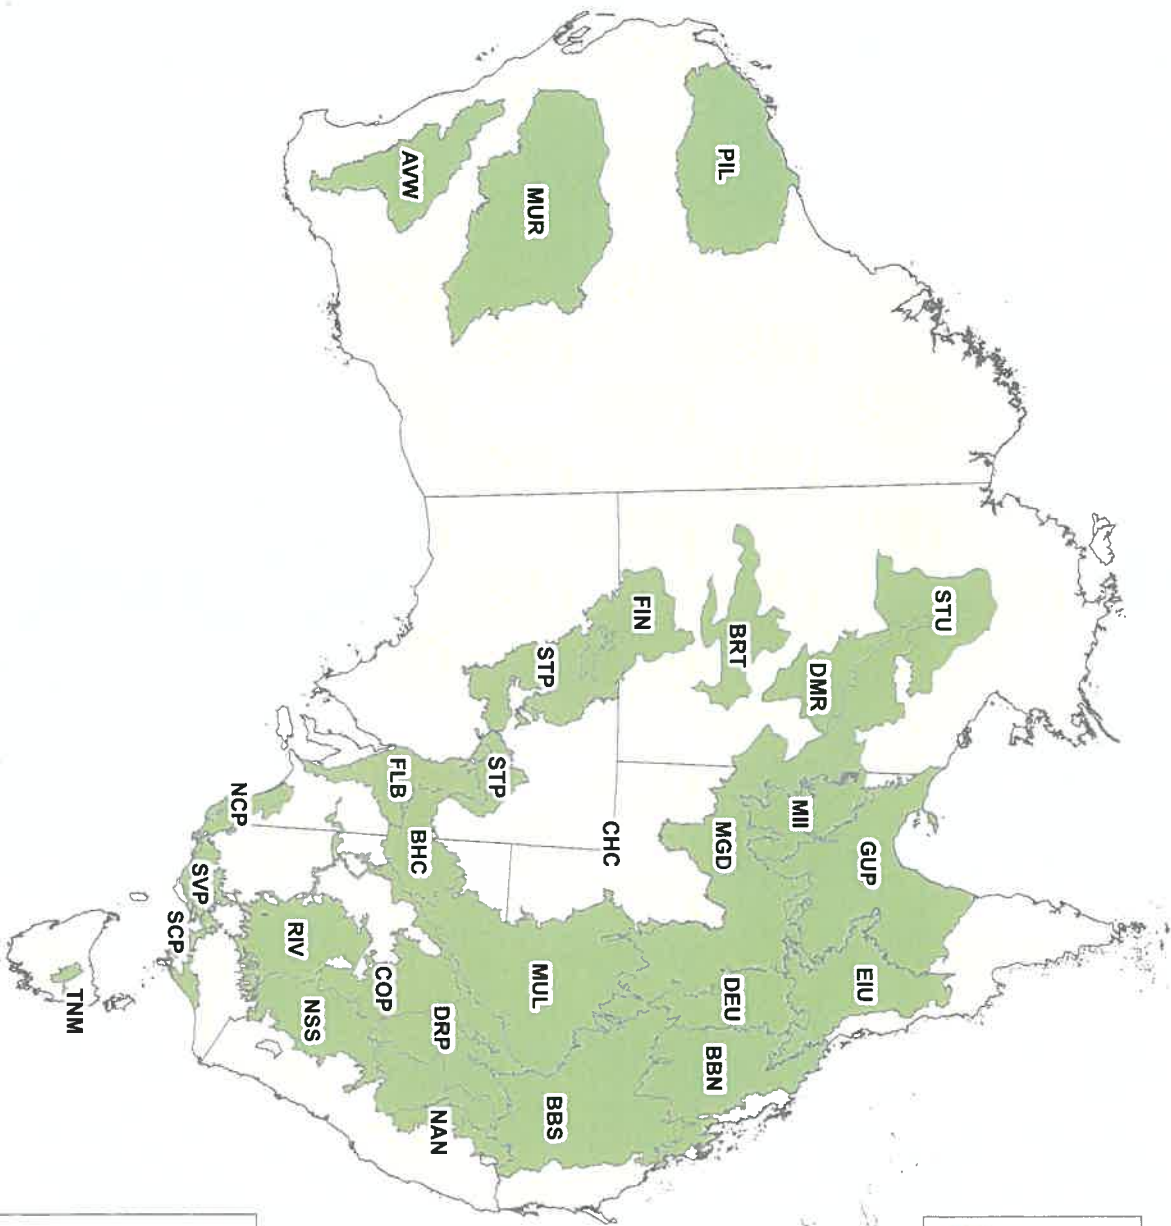 STU
GUP
EIU
DMR
MII
PIL
BRT
MGD
DEU
BBN
FIN
CHC
MUR
STP
MUL
BBS
STP
AVW
FLB
BHC
DRP
NAN
COP
RIV
NSS
NCP
SVP
SCP
TNM